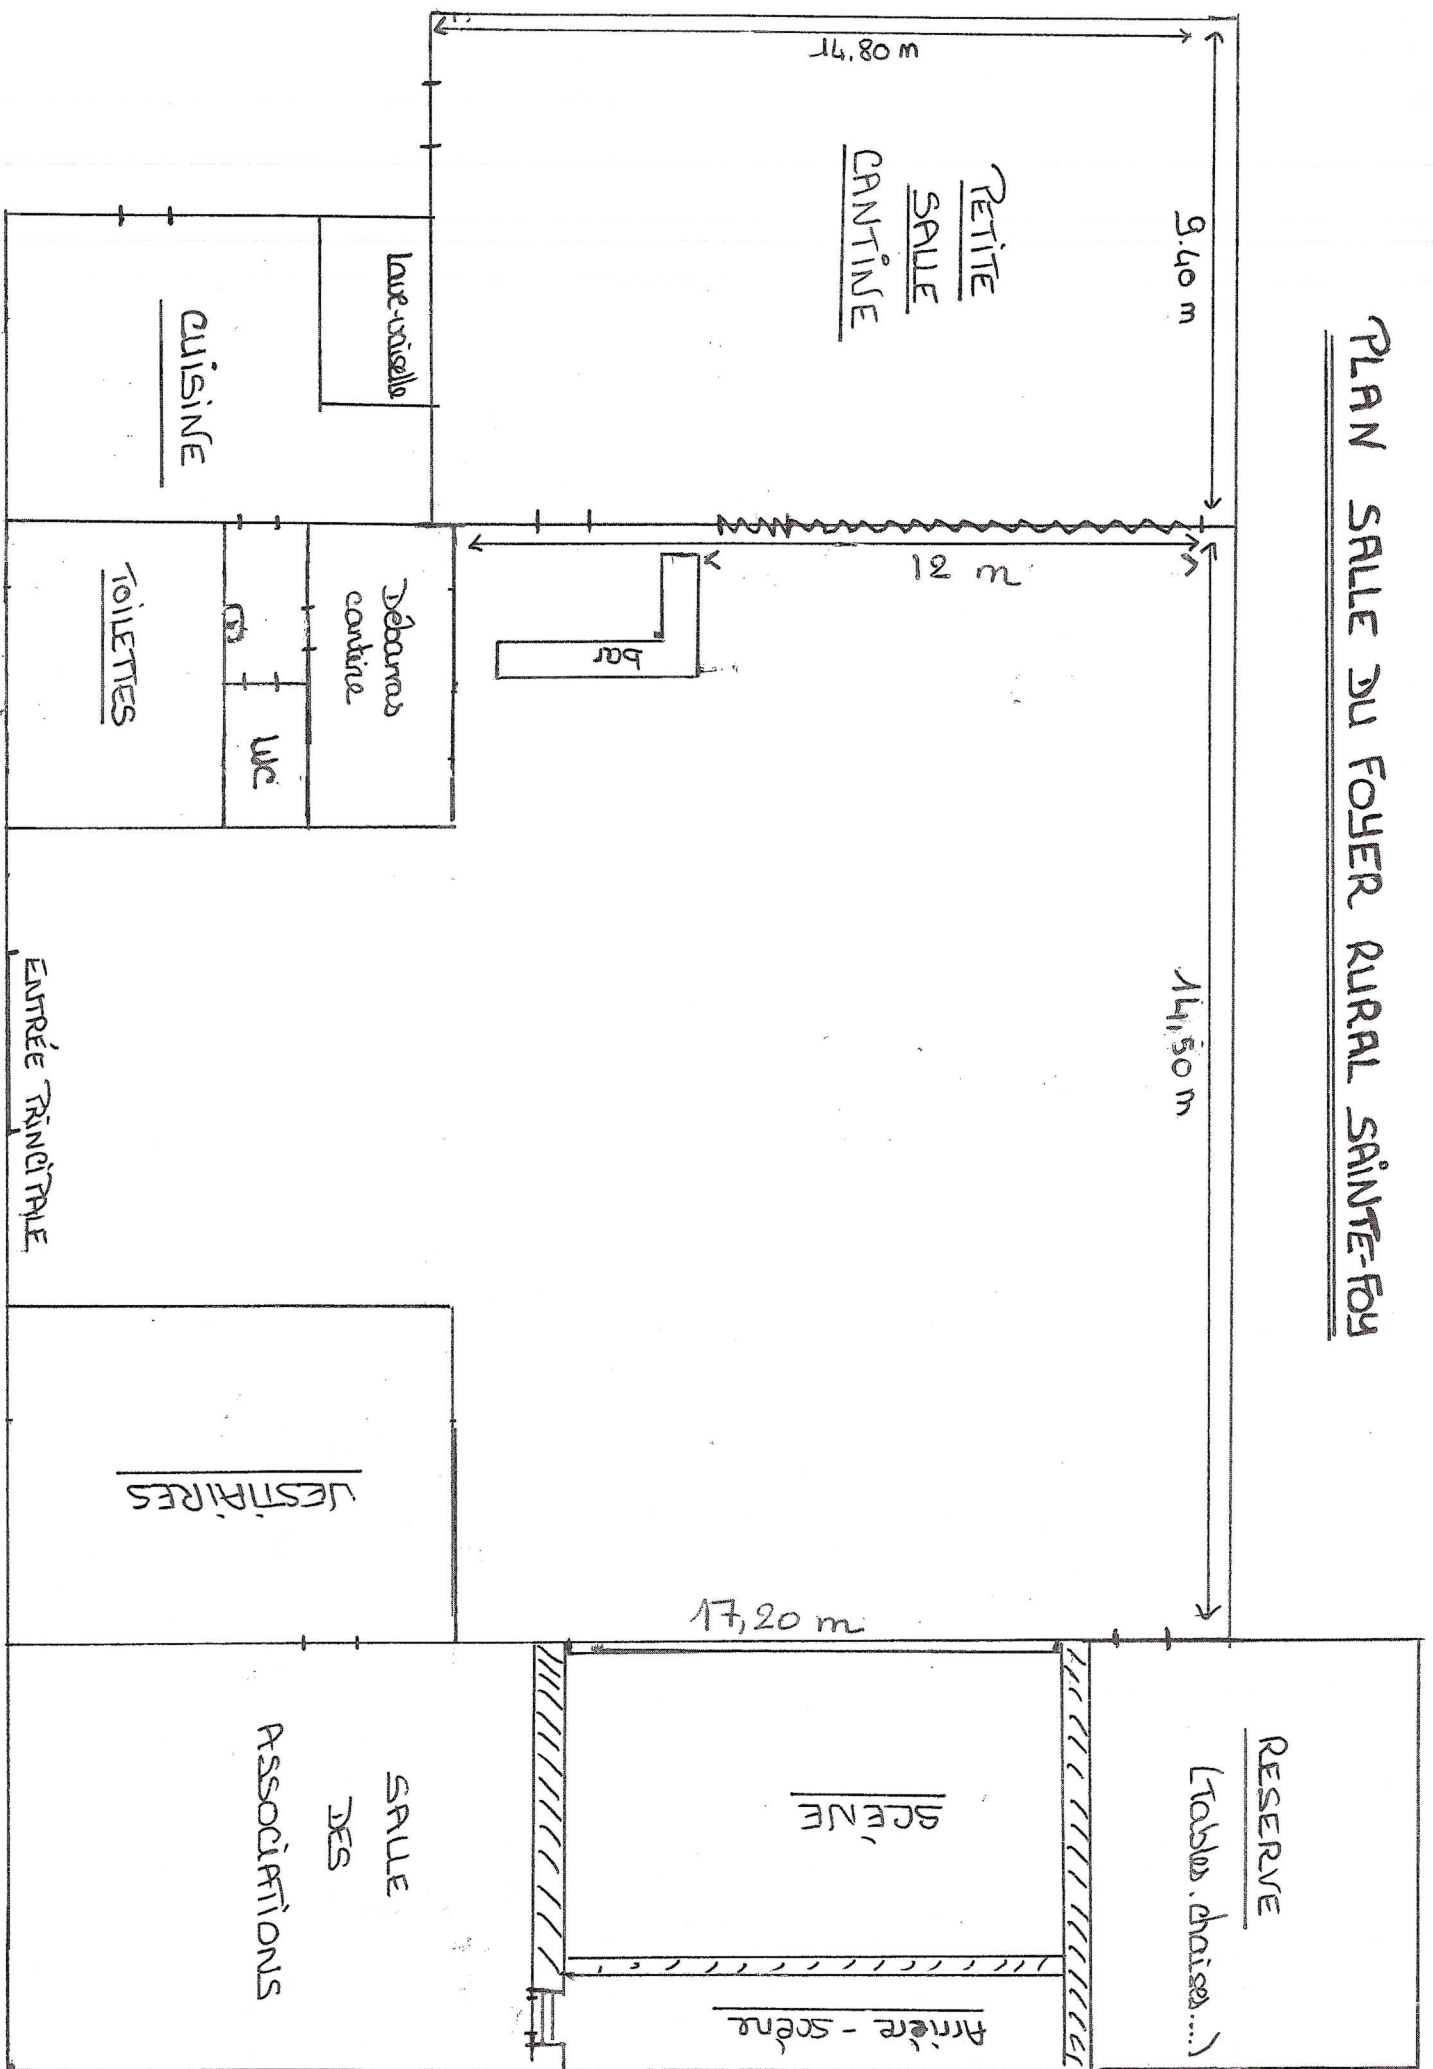 PLAN SALLE DU FOYER RURAL SAINTE-FOY
9.40 m
14.80 m
PETITE
SALLE
CANTINE
12 m
14,50 m
17,20 m
bar
lave-vaiselle
CUISINE
Débarras
cantine
WC
TOILETTES
ENTRÉE PRINCIPALE
VESTIAIRES
RESERVE
(Tables. chaises....)
SCÈNE
Arrière-scène
SALLE
DES
ASSOCIATIONS